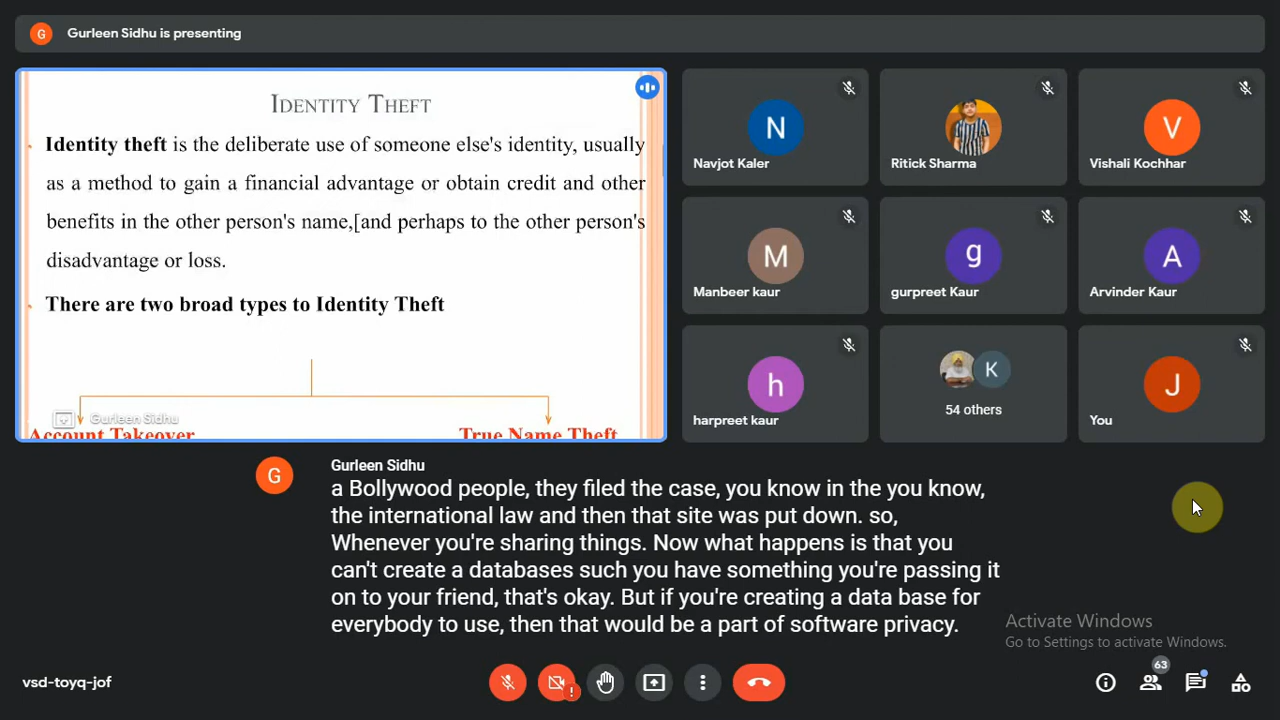 G
Gurleen Sidhu is presenting
IDENTITY THEFT
Identity theft is the deliberate use of someone else's identity, usually
as a method to gain a financial advantage or obtain credit and other
benefits in the other person's name,[and perhaps to the other person's
disadvantage or loss.
There are two broad types to Identity Theft
Gurleen Sidhu
Account Takeover
True Name Theft
N
Navjot Kaler
Ritick Sharma
V
Vishali Kochhar
M
Manbeer kaur
g
gurpreet Kaur
A
Arvinder Kaur
h
harpreet kaur
K
54 others
J
You
G
Gurleen Sidhu
a Bollywood people, they filed the case, you know in the you know,
the international law and then that site was put down. so,
Whenever you're sharing things. Now what happens is that you
can't create a databases such you have something you're passing it
on to your friend, that's okay. But if you're creating a data base for
everybody to use, then that would be a part of software privacy.
Activate Windows
Go to Settings to activate Windows.
vsd-toyq-jof
63